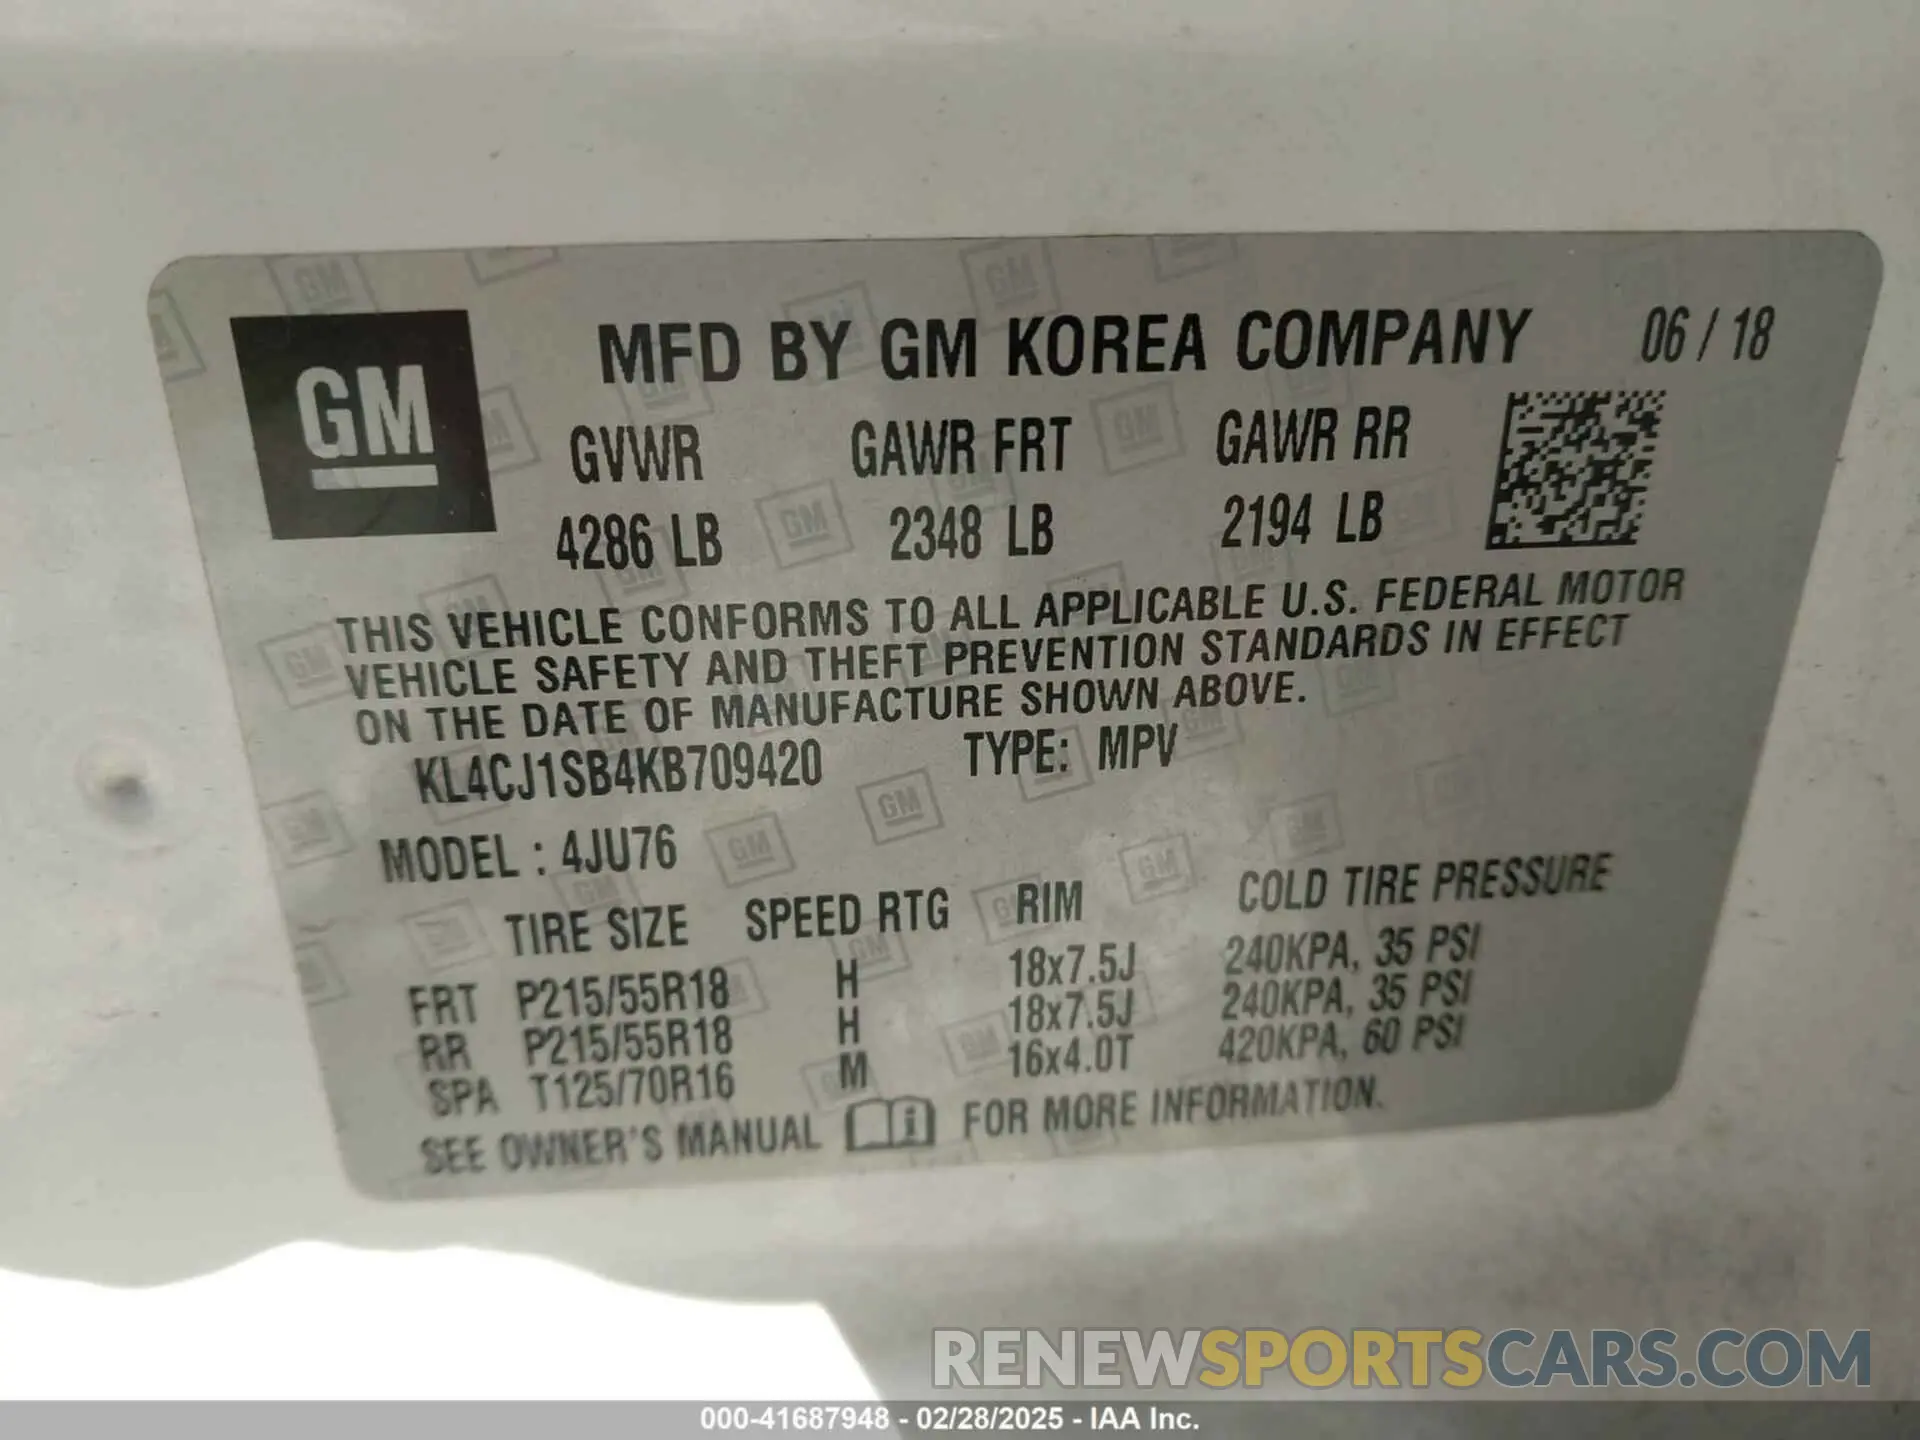 GM
MFD BY GM KOREA COMPANY 06 / 18
GVWR GAWR FRT GAWR RR
4286 LB 2348 LB 2194 LB
THIS VEHICLE CONFORMS TO ALL APPLICABLE U.S. FEDERAL MOTOR
VEHICLE SAFETY AND THEFT PREVENTION STANDARDS IN EFFECT
ON THE DATE OF MANUFACTURE SHOWN ABOVE.
KL4CJ1SB4KB709420 TYPE: MPV
MODEL : 4JU76
TIRE SIZE SPEED RTG RIM COLD TIRE PRESSURE
FRT P215/55R18 H 18x7.5J 240KPA, 35 PSI
RR P215/55R18 H 18x7.5J 240KPA, 35 PSI
SPA T125/70R16 M 16x4.0T 420KPA, 60 PSI
SEE OWNER'S MANUAL i FOR MORE INFORMATION.
RENEWSPORTSCARS.COM
000-41687948 - 02/28/2025 - IAA Inc.